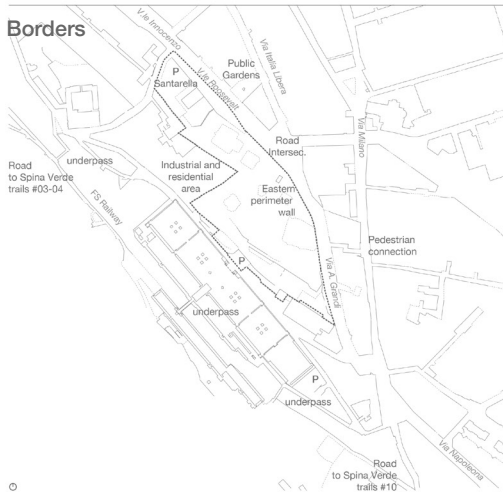 Borders
V.le Innocenzo
P
Santarella
V.le Roosevelt
Public
Gardens
Via Italia Libera
Via Milano
Road
Intersec.
underpass
Industrial and
residential
area
Road
to Spina Verde
trails #03-04
FS Railway
Eastern
perimeter
wall
Pedestrian
connection
P
Via A. Grandi
underpass
P
underpass
Via Napoleona
Road
to Spina Verde
trails #10